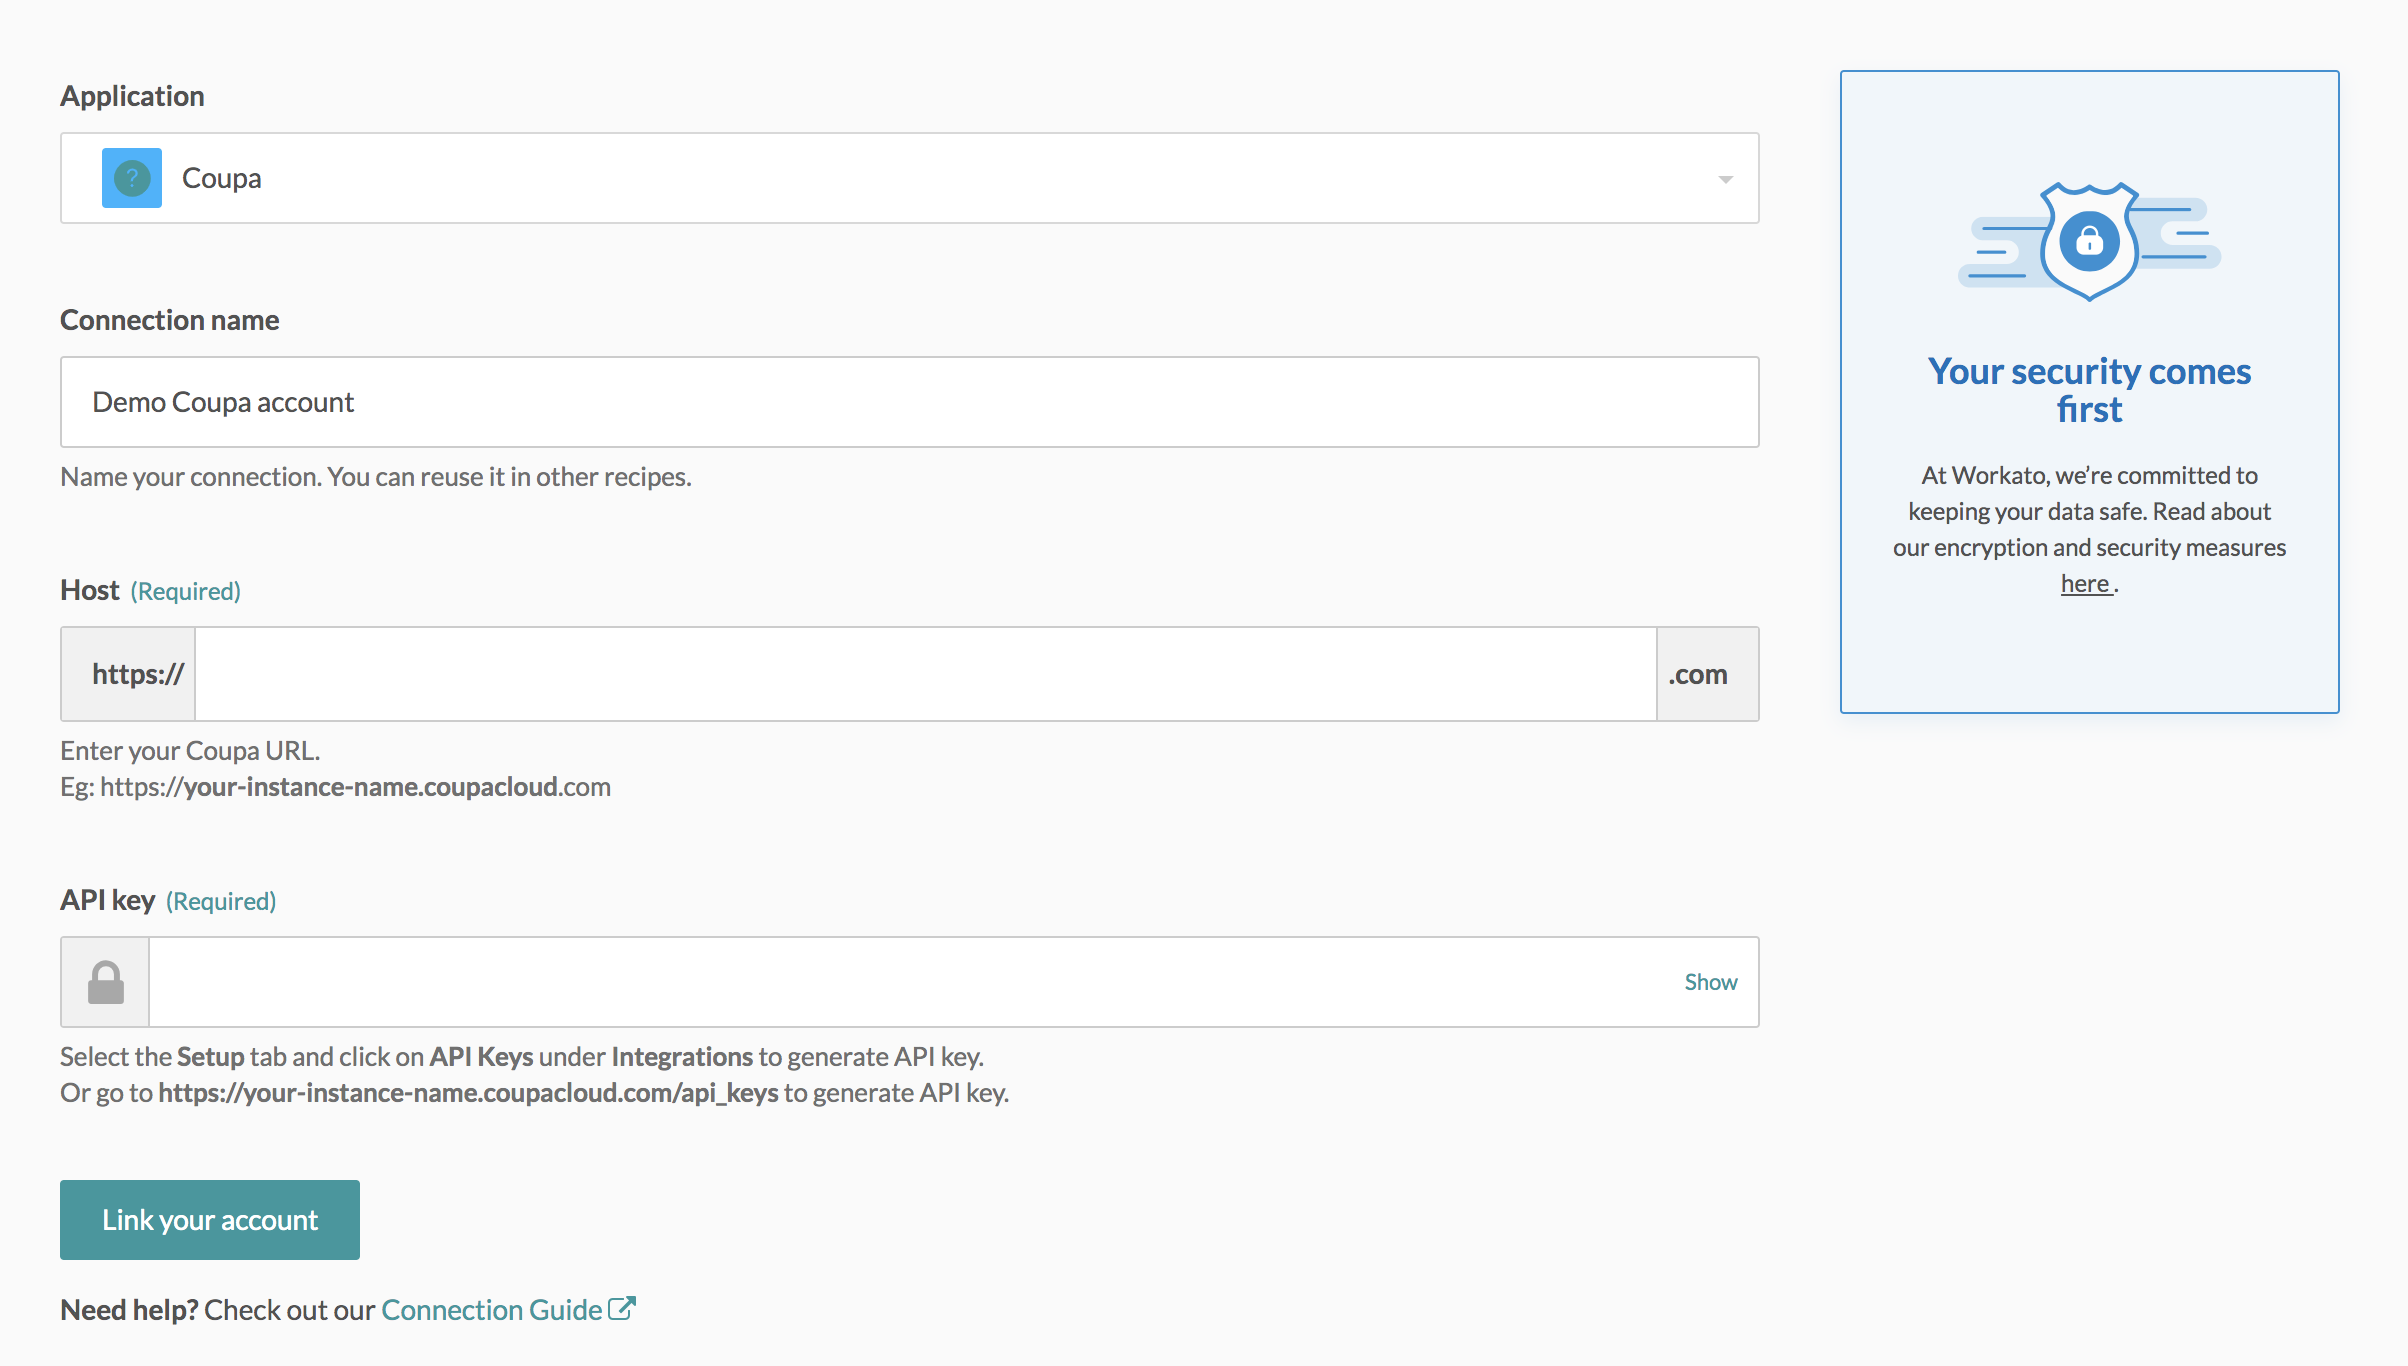 Application
? Coupa
Connection name
Demo Coupa account
Name your connection. You can reuse it in other recipes.
Host (Required)
https:// .com
Enter your Coupa URL.
Eg: https://your-instance-name.coupacloud.com
API key (Required)
Show
Select the Setup tab and click on API Keys under Integrations to generate API key.
Or go to https://your-instance-name.coupacloud.com/api_keys to generate API key.
Link your account
Need help? Check out our Connection Guide
Your security comes
first
At Workato, we’re committed to
keeping your data safe. Read about
our encryption and security measures
here .